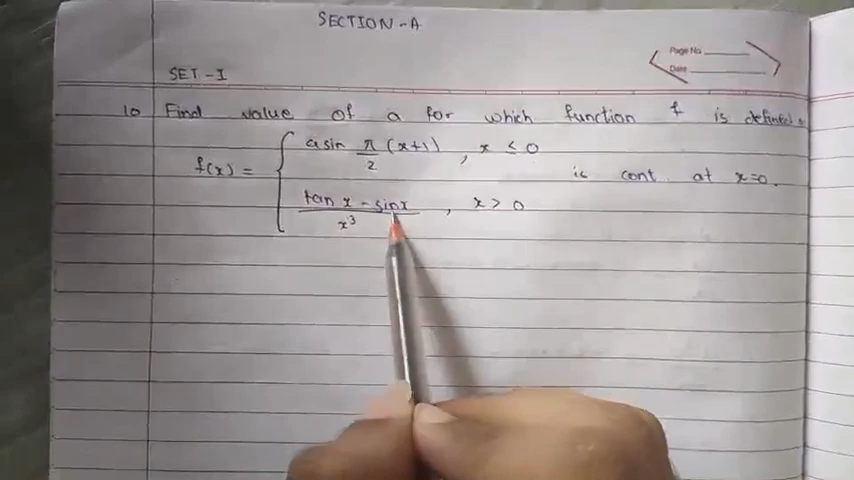 SECTION-A
Page No.
Date
SET-I
10 Find value of a for which function f is defined
f(x) = { a sin π/2 (x+1) , x ≤ 0
is cont. at x=0.
tan x - sin x / x³ , x > 0